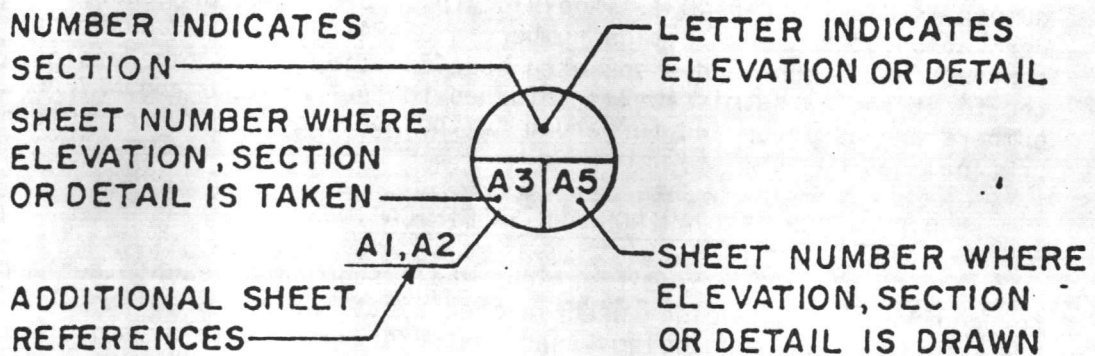 NUMBER INDICATES
SECTION
SHEET NUMBER WHERE
ELEVATION, SECTION
OR DETAIL IS TAKEN
A1, A2
ADDITIONAL SHEET
REFERENCES
A3 A5
LETTER INDICATES
ELEVATION OR DETAIL
SHEET NUMBER WHERE
ELEVATION, SECTION
OR DETAIL IS DRAWN